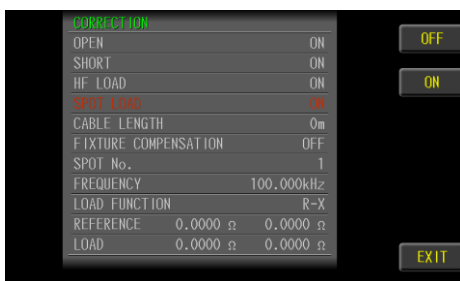 CORRECTION
OPEN ON
OFF
SHORT ON
HF LOAD ON
ON
SPOT LOAD ON
CABLE LENGTH 0m
FIXTURE COMPENSATION OFF
SPOT No. 1
FREQUENCY 100.000kHz
LOAD FUNCTION R-X
REFERENCE 0.0000 Ω 0.0000 Ω
LOAD 0.0000 Ω 0.0000 Ω
EXIT